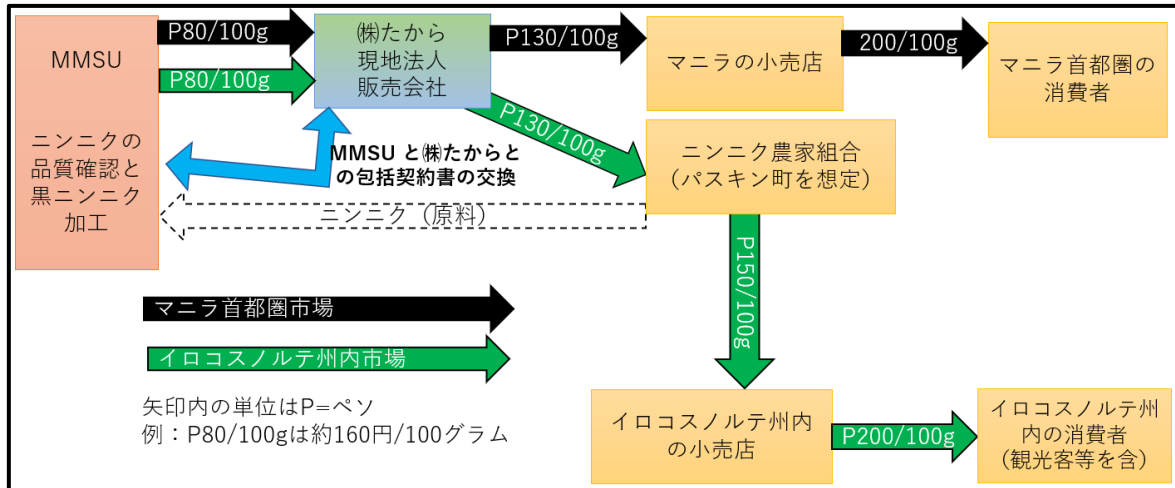 MMSU
ニンニクの
品質確認と
黒ニンニク
加工
P80/100g
P80/100g
㈱たから
現地法人
販売会社
P130/100g
マニラの小売店
200/100g
マニラ首都圏の
消費者
P130/100g
MMSU と㈱たからと
の包括契約書の交換
ニンニク農家組合
(パスキン町を想定)
ニンニク（原料）
P150/100g
マニラ首都圏市場
イロコスノルテ州内市場
矢印内の単位はP=ペソ
例：P80/100gは約160円/100グラム
イロコスノルテ州内
の小売店
P200/100g
イロコスノルテ州
内の消費者
(観光客等を含)